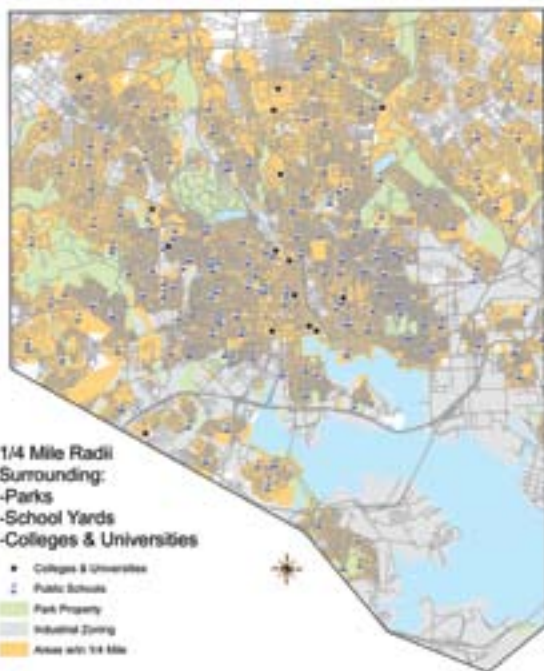 1/4 Mile Radii
Surrounding:
-Parks
-School Yards
-Colleges & Universities
Colleges & Universities
Public Schools
Park Property
Industrial Zoning
Areas w/in 1/4 Mile